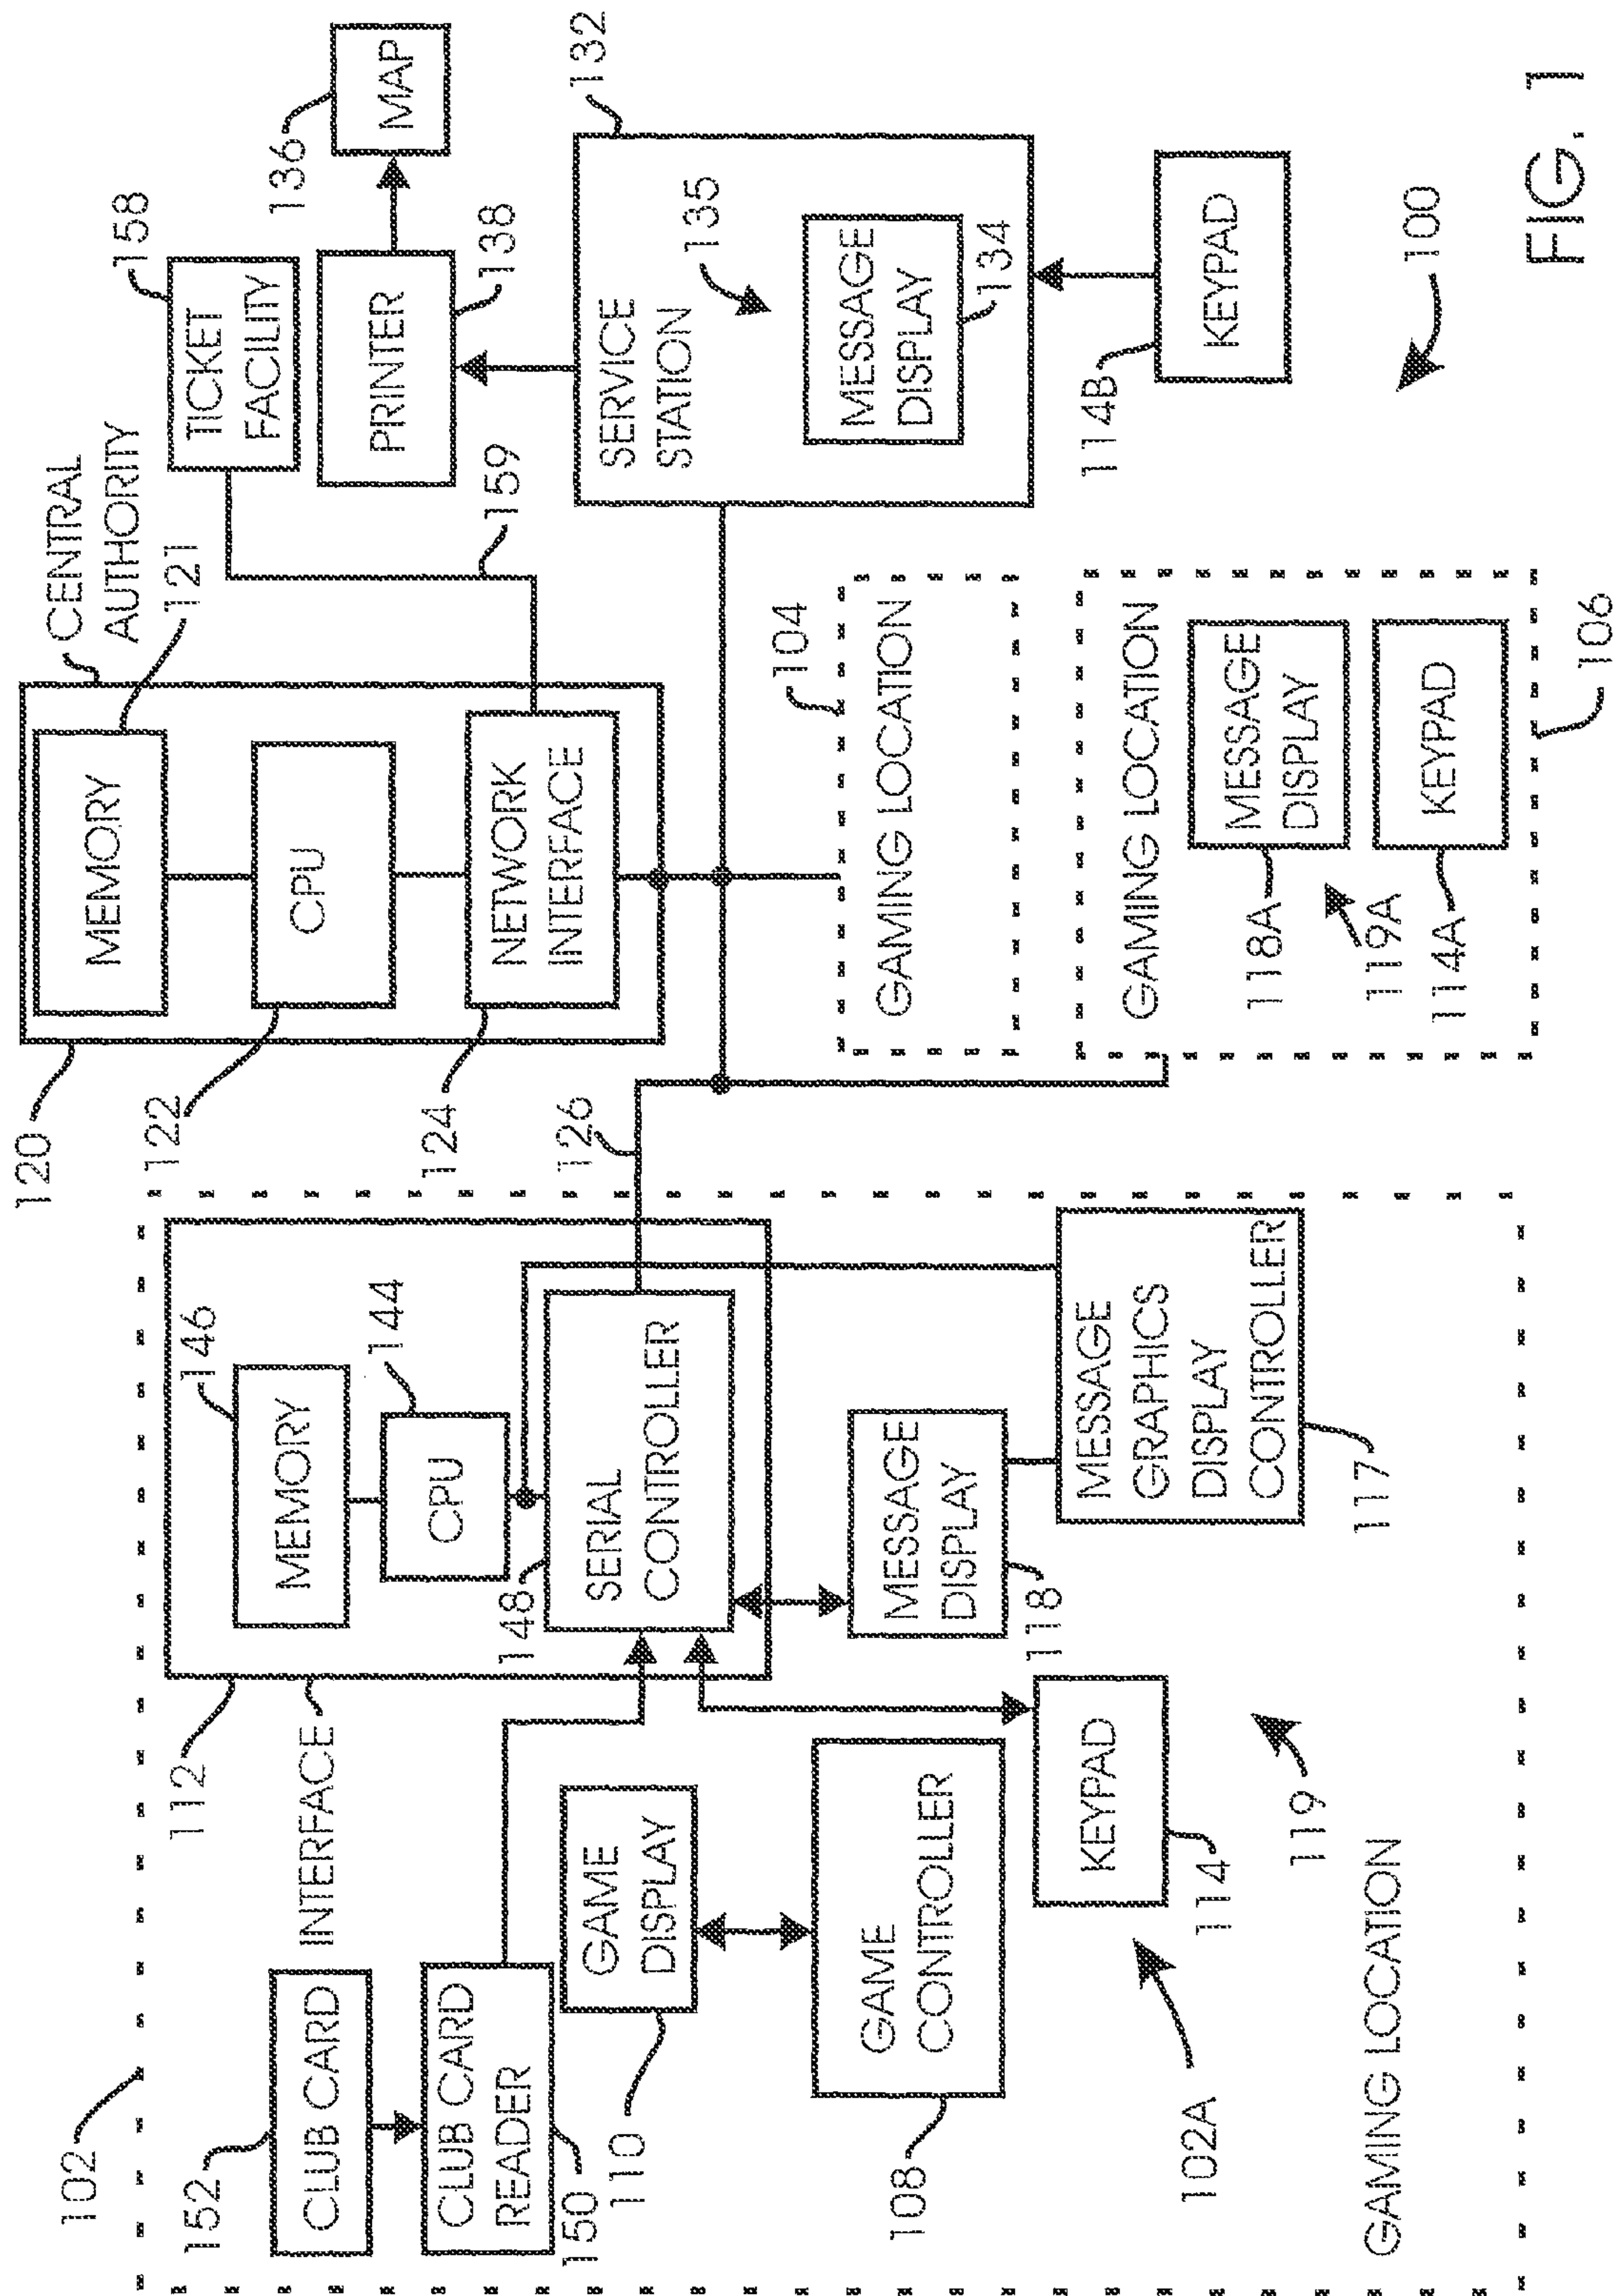 102
152
CLUB CARD
CLUB CARD
READER
150
110
GAME
DISPLAY
108
GAME
CONTROLLER
102A
GAMING LOCATION
112
INTERFACE
146
MEMORY
144
CPU
148
SERIAL
CONTROLLER
126
MESSAGE
DISPLAY
118
KEYPAD
114
119
MESSAGE
GRAPHICS
DISPLAY
CONTROLLER
117
120
CENTRAL
AUTHORITY
121
MEMORY
122
CPU
124
NETWORK
INTERFACE
104
GAMING LOCATION
GAMING LOCATION
MESSAGE
DISPLAY
118A
119A
KEYPAD
114A
106
158
TICKET
FACILITY
136
MAP
PRINTER
138
159
132
SERVICE
STATION
135
MESSAGE
DISPLAY
134
KEYPAD
114B
100
FIG. 1